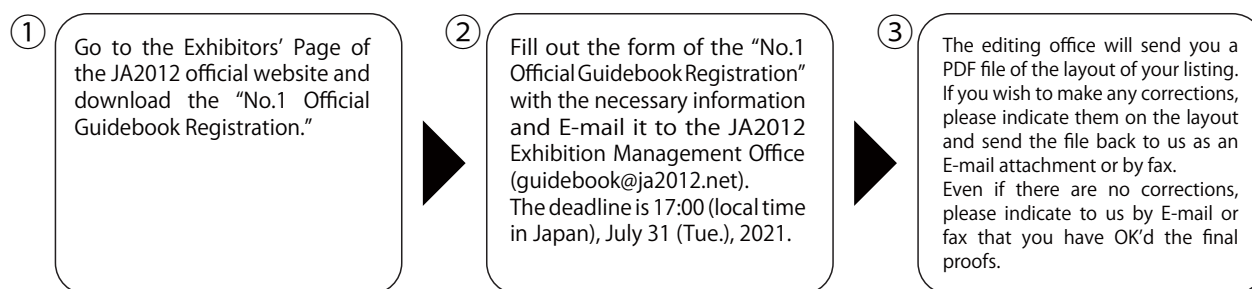 ①
Go to the Exhibitors’ Page of
the JA2012 official website and
download the “No.1 Official
Guidebook Registration.”
②
Fill out the form of the “No.1
Official Guidebook Registration”
with the necessary information
and E-mail it to the JA2012
Exhibition Management Office
(guidebook@ja2012.net).
The deadline is 17:00 (local time
in Japan), July 31 (Tue.), 2021.
③
The editing office will send you a
PDF file of the layout of your listing.
If you wish to make any corrections,
please indicate them on the layout
and send the file back to us as an
E-mail attachment or by fax.
Even if there are no corrections,
please indicate to us by E-mail or
fax that you have OK’d the final
proofs.